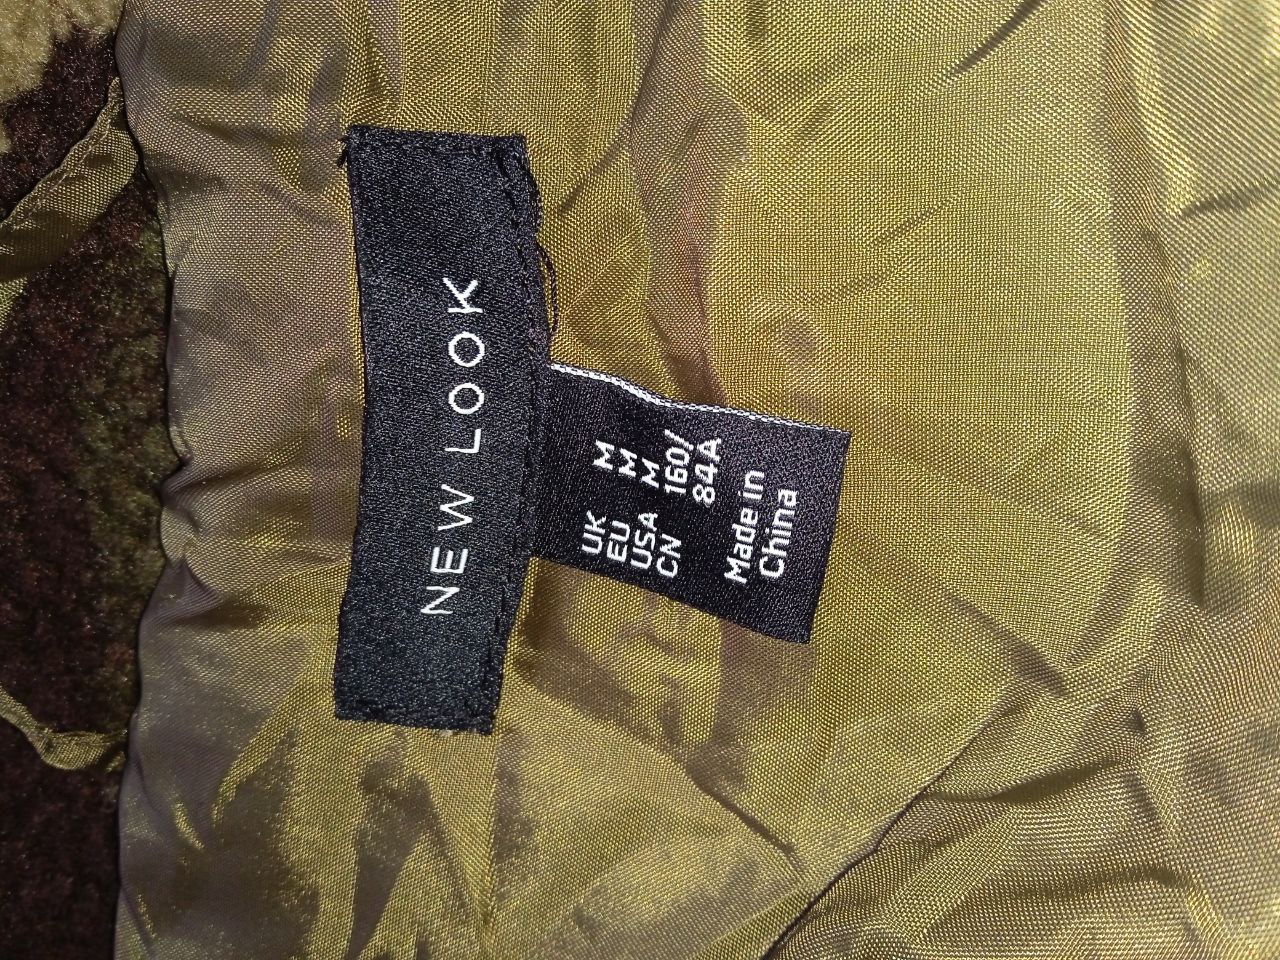 NEW LOOK
UK M
EU M
USA M
CN 160/
84A
Made in
China